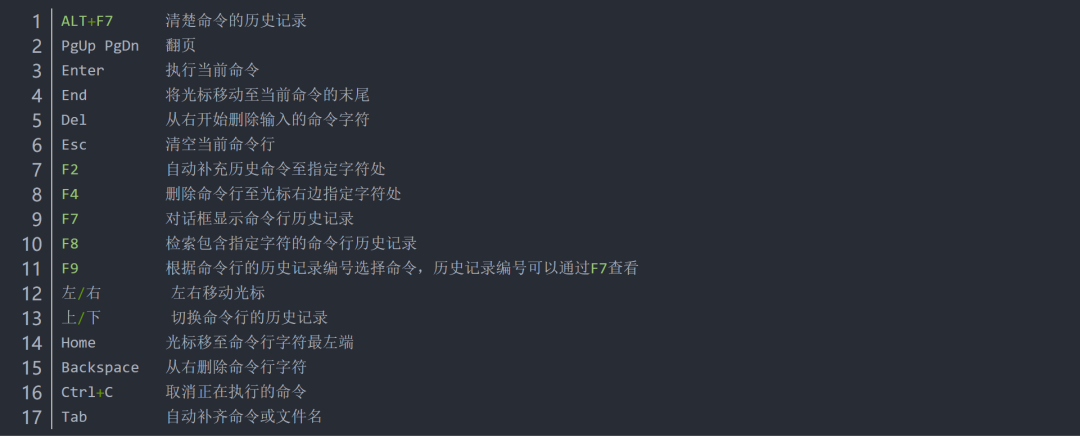 1 ALT+F7 清楚命令的历史记录
2 PgUp PgDn 翻页
3 Enter 执行当前命令
4 End 将光标移动至当前命令的末尾
5 Del 从右开始删除输入的命令字符
6 Esc 清空当前命令行
7 F2 自动补充历史命令至指定字符处
8 F4 删除命令行至光标右边指定字符处
9 F7 对话框显示命令行历史记录
10 F8 检索包含指定字符的命令行历史记录
11 F9 根据命令行的历史记录编号选择命令，历史记录编号可以通过F7查看
12 左/右 左右移动光标
13 上/下 切换命令行的历史记录
14 Home 光标移至命令行字符最左端
15 Backspace 从右删除命令行字符
16 Ctrl+C 取消正在执行的命令
17 Tab 自动补齐命令或文件名